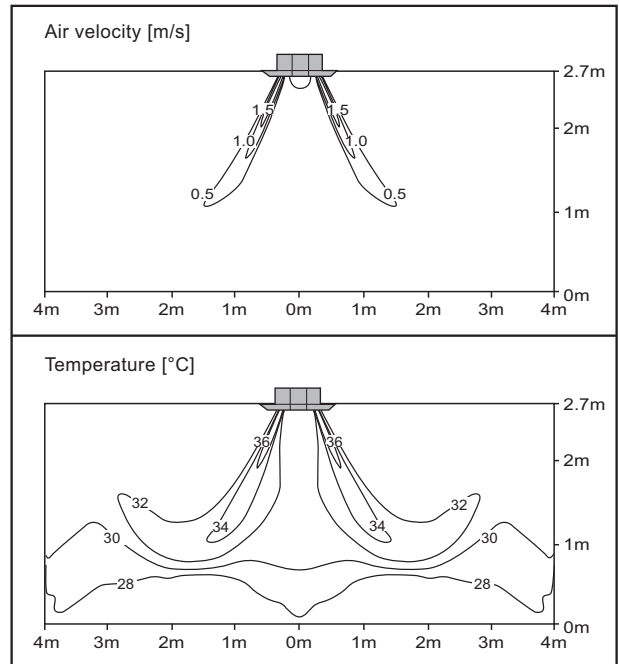 Air velocity [m/s]
2.7m
1.5 1.5
2m
1.0 1.0
0.5 0.5
1m
0m
4m 3m 2m 1m 0m 1m 2m 3m 4m
Temperature [°C]
2.7m
36 36
2m
32 32
34 34
30 30
1m
28 28
0m
4m 3m 2m 1m 0m 1m 2m 3m 4m